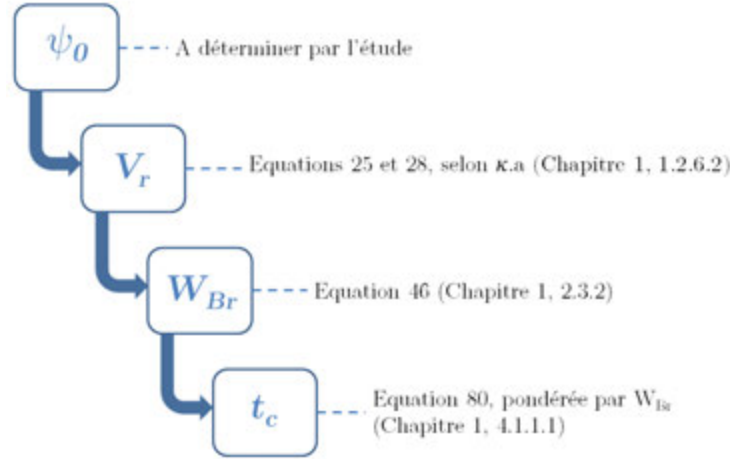 ψ0
A déterminer par l'étude
Vr
Equations 25 et 28, selon κ.a (Chapitre 1, 1.2.6.2)
WBr
Equation 46 (Chapitre 1, 2.3.2)
tc
Equation 80, pondérée par WBr
(Chapitre 1, 4.1.1.1)